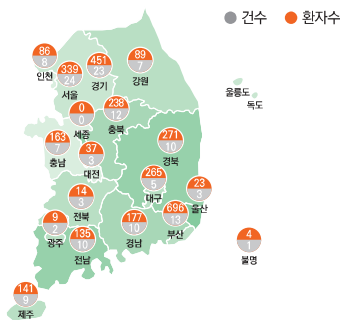 건수 환자수
86
8
인천
339
24
서울
451
23
경기
89
7
강원
울릉도
독도
0
0
세종
238
12
충북
163
7
충남
37
3
대전
271
10
경북
265
5
대구
23
3
울산
14
3
전북
9
2
광주
135
10
전남
177
10
경남
696
13
부산
4
1
불명
141
9
제주